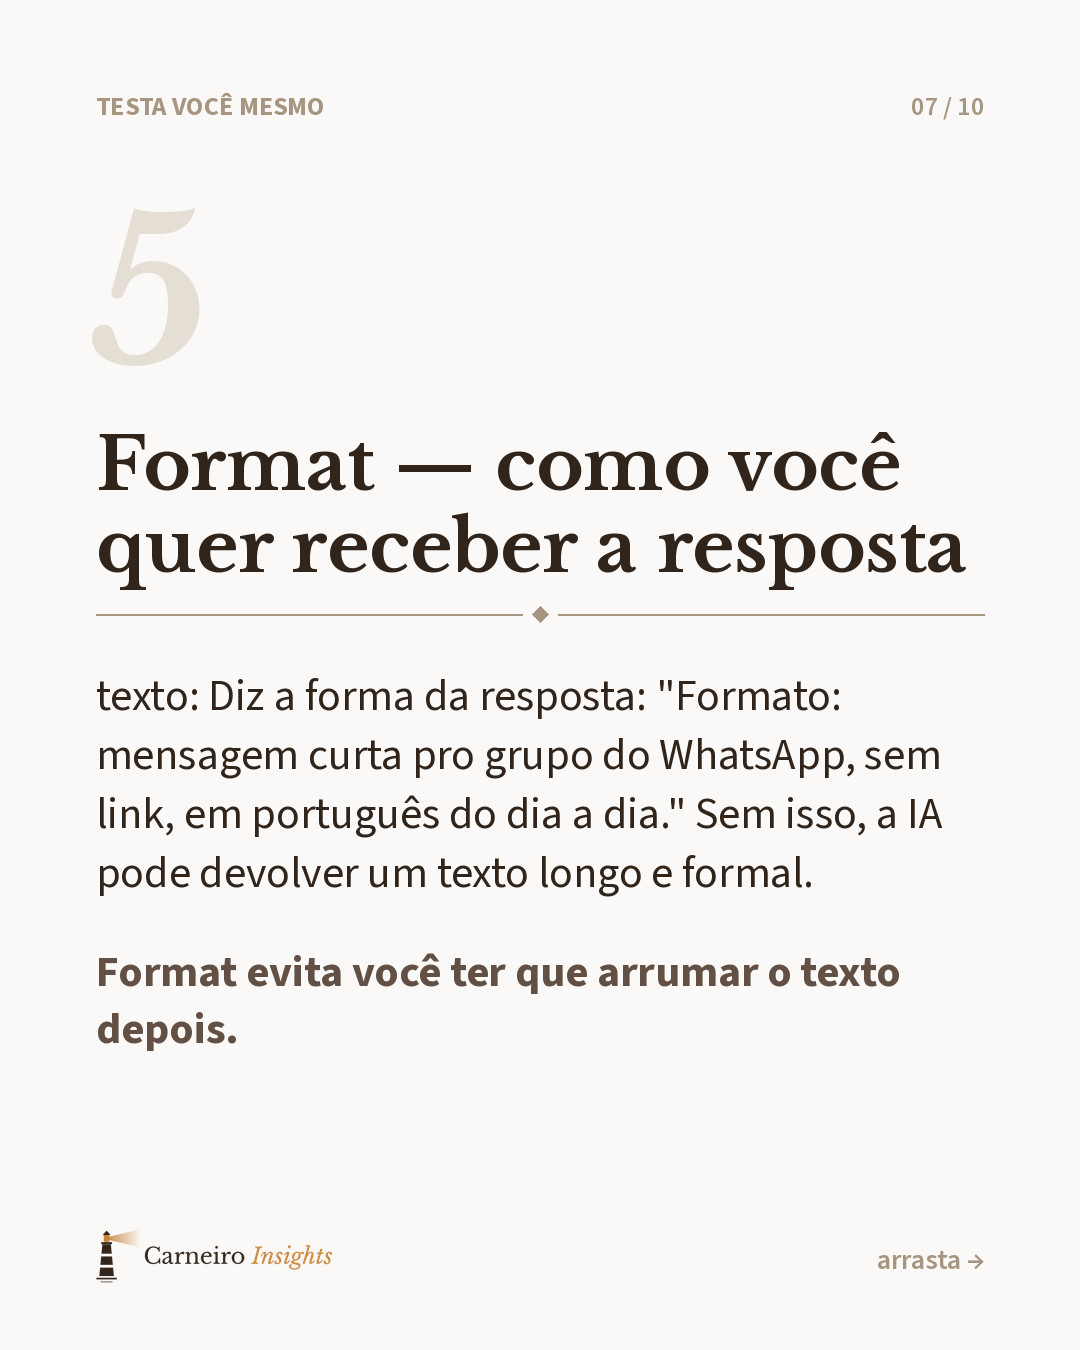 TESTA VOCÊ MESMO
07 / 10
5
Format — como você
quer receber a resposta
texto: Diz a forma da resposta: "Formato:
mensagem curta pro grupo do WhatsApp, sem
link, em português do dia a dia." Sem isso, a IA
pode devolver um texto longo e formal.
Format evita você ter que arrumar o texto
depois.
Carneiro Insights
arrasta →